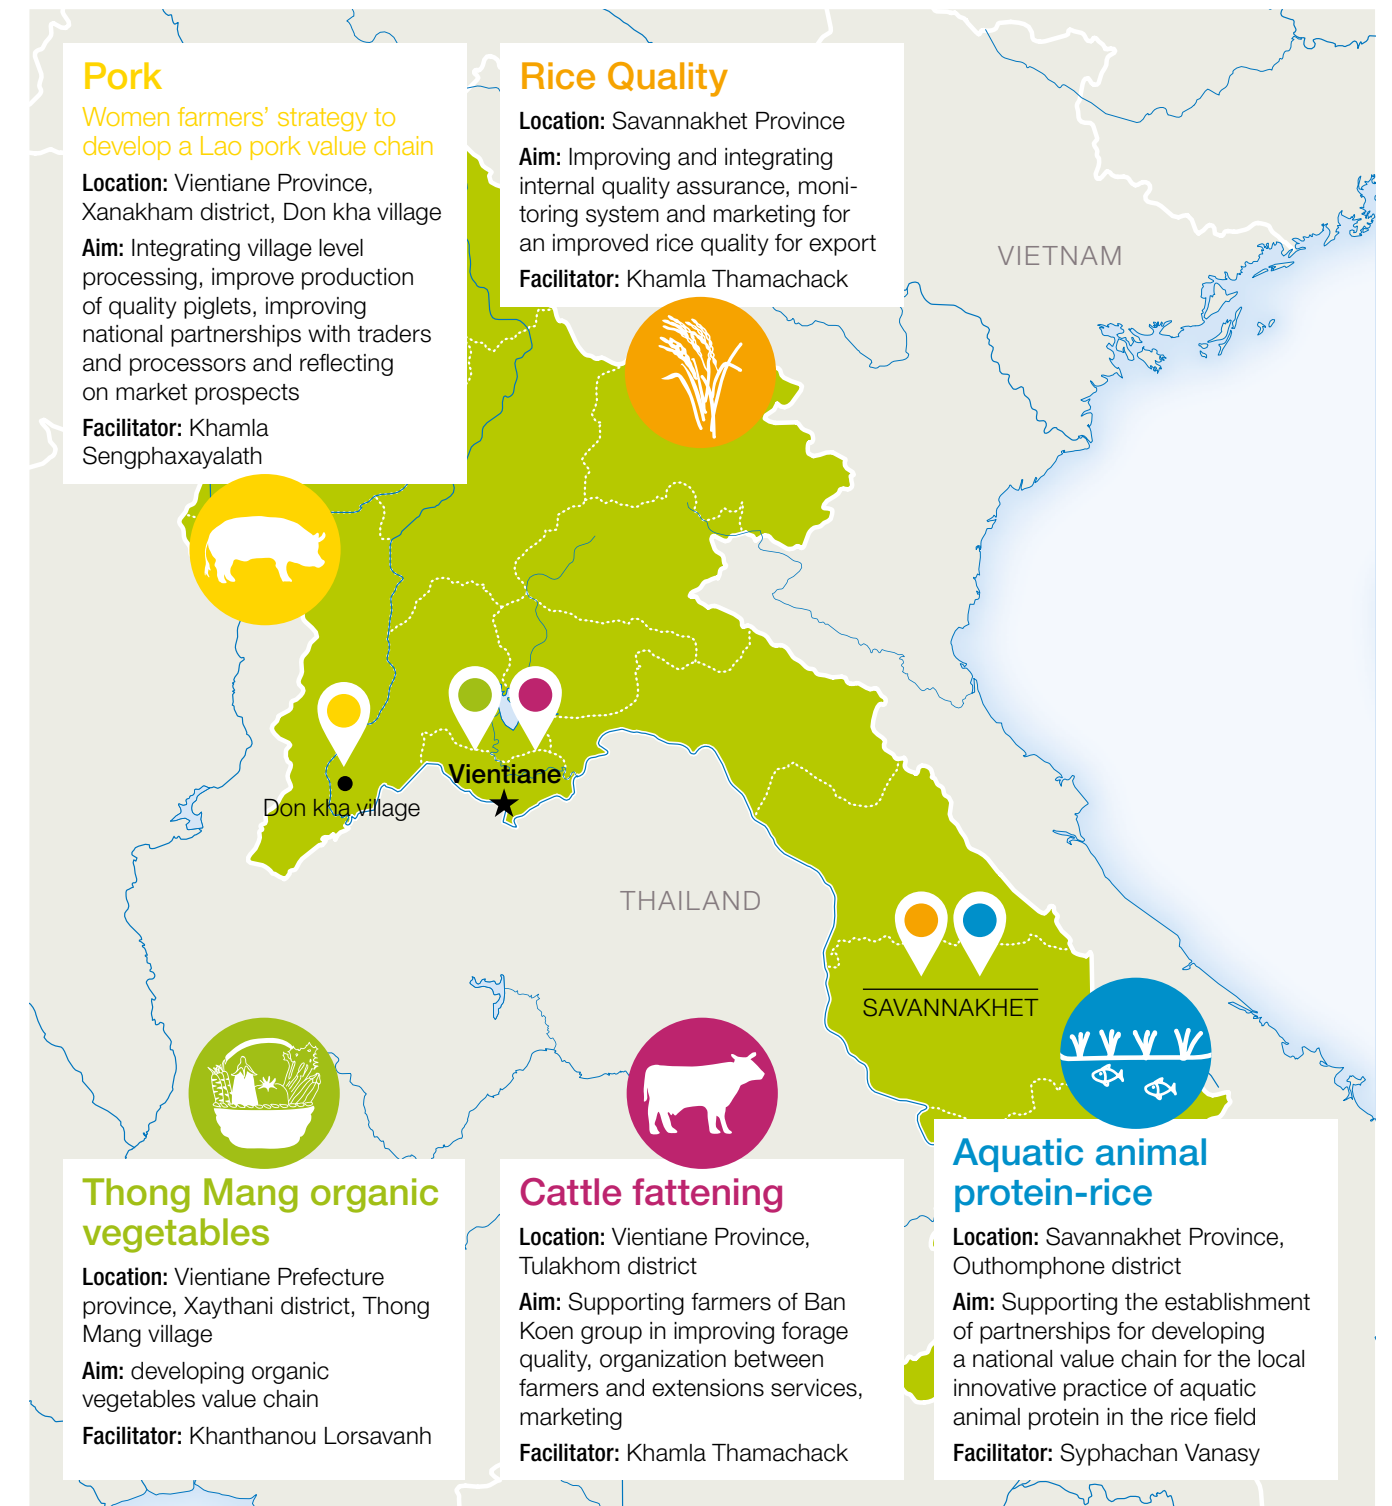 Pork
Women farmers’ strategy to
develop a Lao pork value chain
Location: Vientiane Province,
Xanakham district, Don kha village
Aim: Integrating village level
processing, improve production
of quality piglets, improving
national partnerships with traders
and processors and reflecting
on market prospects
Facilitator: Khamla
Sengphaxayalath
Rice Quality
Location: Savannakhet Province
Aim: Improving and integrating
internal quality assurance, moni-
toring system and marketing for
an improved rice quality for export
Facilitator: Khamla Thamachack
VIETNAM
Vientiane
Don kha village
THAILAND
SAVANNAKHET
Thong Mang organic
vegetables
Location: Vientiane Prefecture
province, Xaythani district, Thong
Mang village
Aim: developing organic
vegetables value chain
Facilitator: Khanthanou Lorsavanh
Cattle fattening
Location: Vientiane Province,
Tulakhom district
Aim: Supporting farmers of Ban
Koen group in improving forage
quality, organization between
farmers and extensions services,
marketing
Facilitator: Khamla Thamachack
Aquatic animal
protein-rice
Location: Savannakhet Province,
Outhomphone district
Aim: Supporting the establishment
of partnerships for developing
a national value chain for the local
innovative practice of aquatic
animal protein in the rice field
Facilitator: Syphachan Vanasy